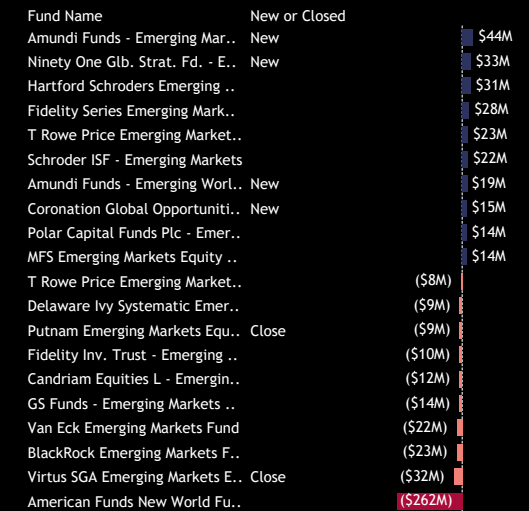 Fund Name New or Closed
Amundi Funds - Emerging Mar.. New $44M
Ninety One Glb. Strat. Fd. - E.. New $33M
Hartford Schroders Emerging .. $31M
Fidelity Series Emerging Mark.. $28M
T Rowe Price Emerging Market.. $23M
Schroder ISF - Emerging Markets $22M
Amundi Funds - Emerging Worl.. New $19M
Coronation Global Opportuniti.. New $15M
Polar Capital Funds Plc - Emer.. $14M
MFS Emerging Markets Equity .. $14M
T Rowe Price Emerging Market.. ($8M)
Delaware Ivy Systematic Emer.. ($9M)
Putnam Emerging Markets Equ.. Close ($9M)
Fidelity Inv. Trust - Emerging .. ($10M)
Candriam Equities L - Emergin.. ($12M)
GS Funds - Emerging Markets .. ($14M)
Van Eck Emerging Markets Fund ($22M)
BlackRock Emerging Markets F.. ($23M)
Virtus SGA Emerging Markets E.. Close ($32M)
American Funds New World Fu.. ($262M)